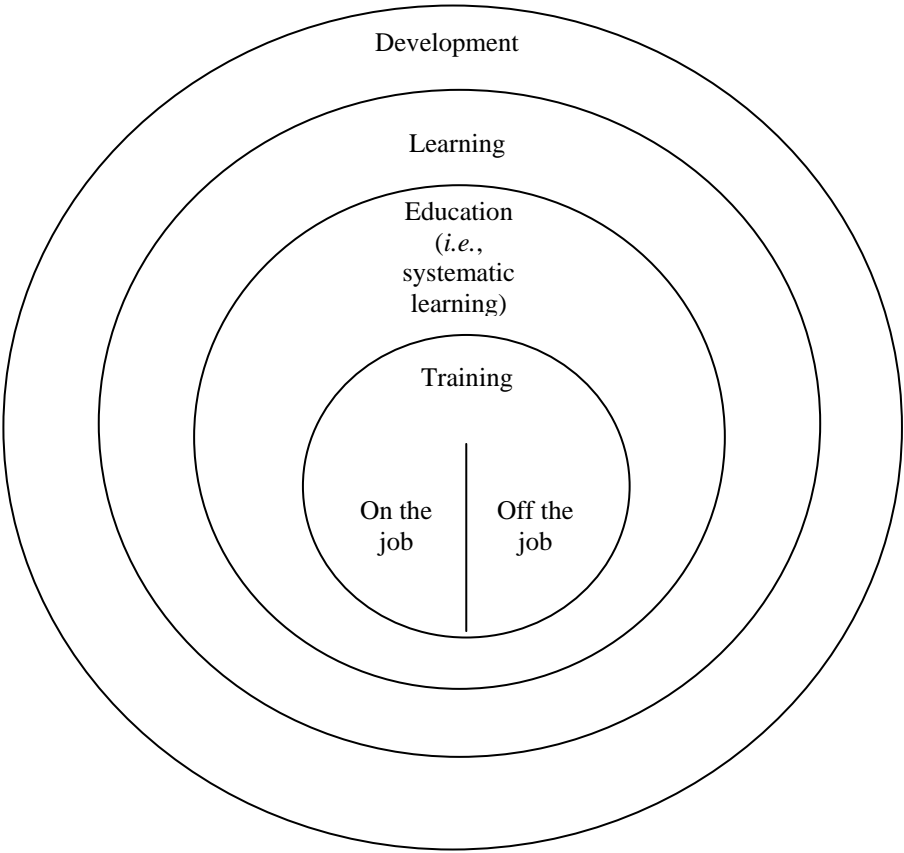 Development
Learning
Education
(i.e.,
systematic
learning)
Training
On the
job
Off the
job